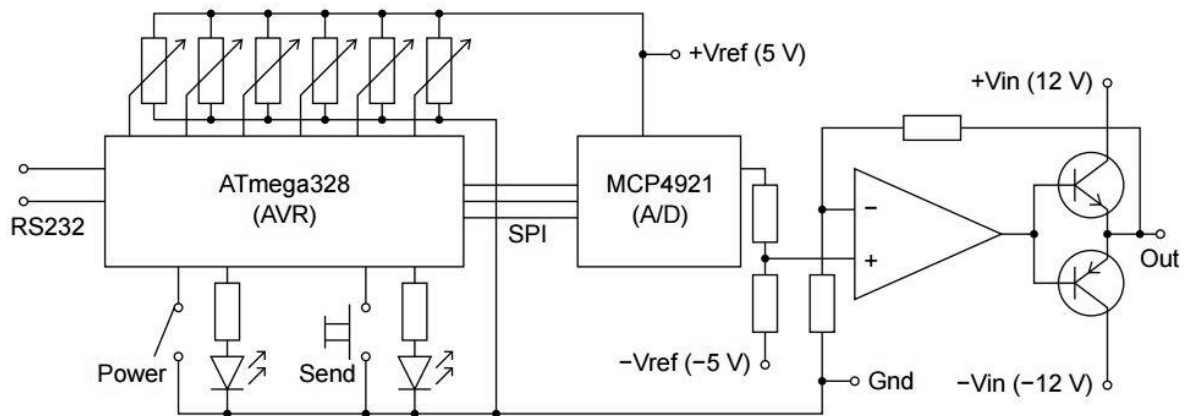 +Vref (5 V)
+Vin (12 V)
ATmega328
(AVR)
MCP4921
(A/D)
RS232
SPI
−
+
Out
Power
Send
−Vref (−5 V)
Gnd
−Vin (−12 V)